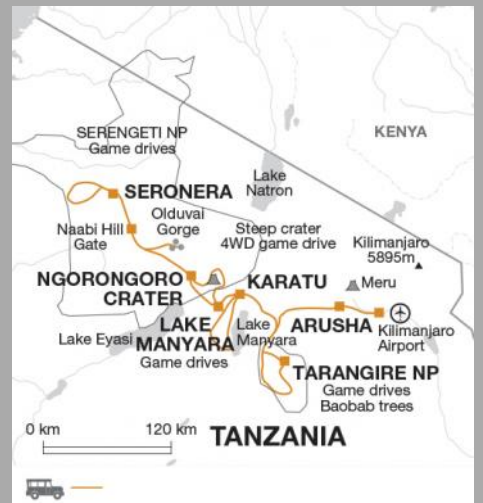 SERENGETI NP
Game drives
KENYA
Lake
Natron
SERONERA
Naabi Hill
Gate
Olduvai
Gorge
Steep crater
4WD game drive
Kilimanjaro
5895m
NGORONGORO
CRATER
KARATU
Meru
LAKE
MANYARA
Game drives
Lake
Manyara
Lake Eyasi
ARUSHA
Kilimanjaro
Airport
TARANGIRE NP
Game drives
Baobab trees
0 km
120 km
TANZANIA